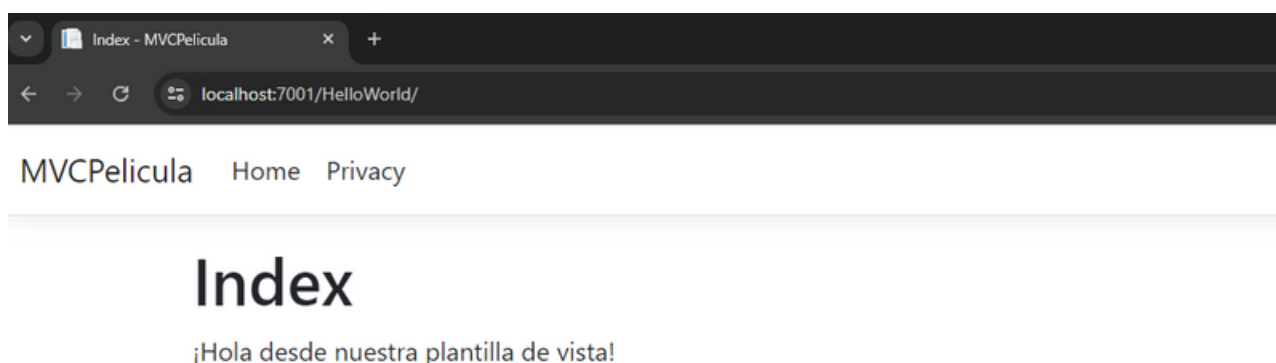 Index - MVCPelicula
localhost:7001/HelloWorld/
MVCPelicula Home Privacy
Index
¡Hola desde nuestra plantilla de vista!